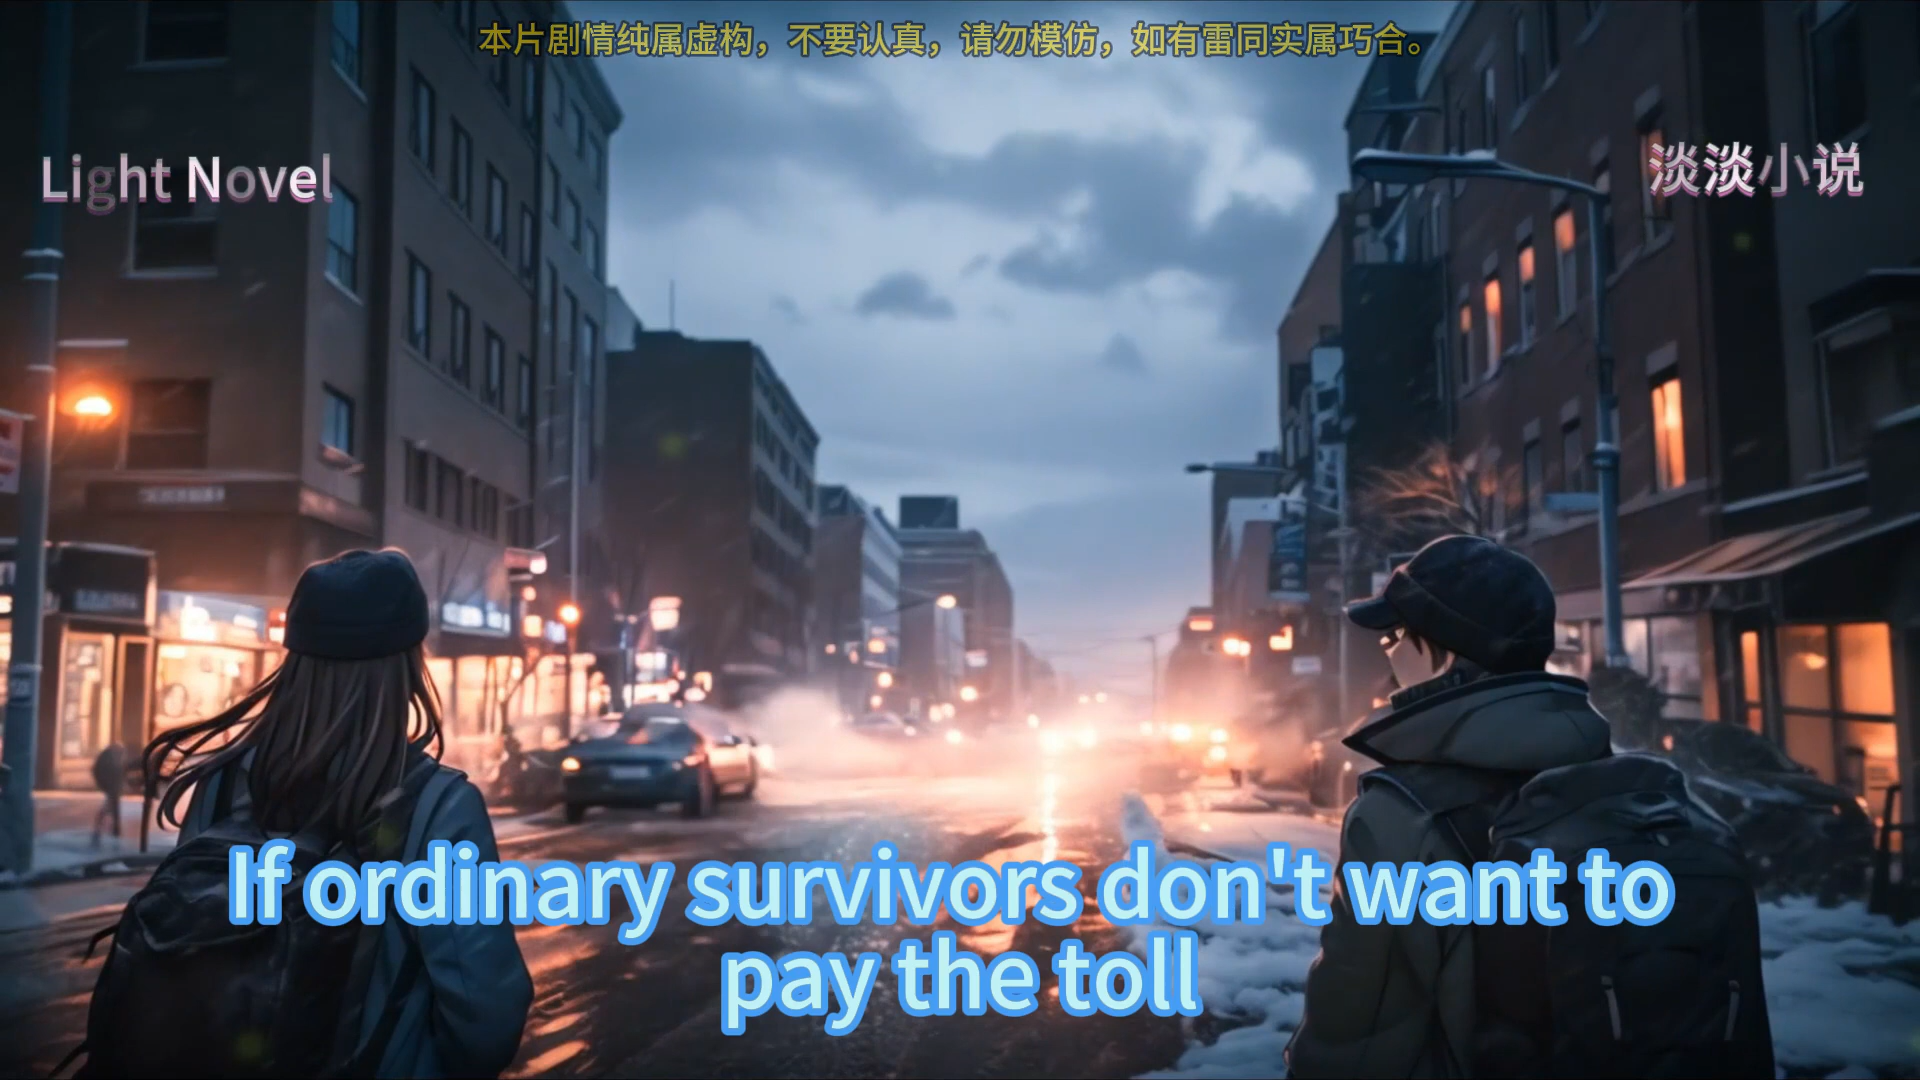 本片剧情纯属虚构，不要认真，请勿模仿，如有雷同实属巧合。
Light Novel
淡淡小说
If ordinary survivors don't want to
pay the toll